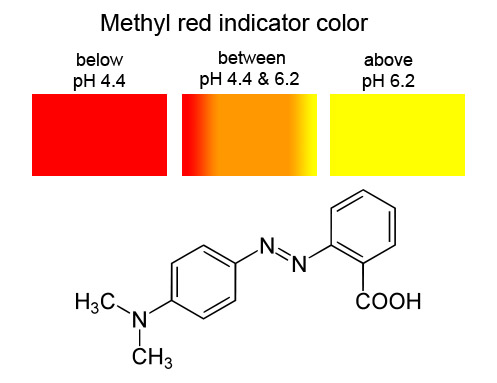 Methyl red indicator color
below
pH 4.4
between
pH 4.4 & 6.2
above
pH 6.2
N
N
COOH
H₃C
N
CH₃